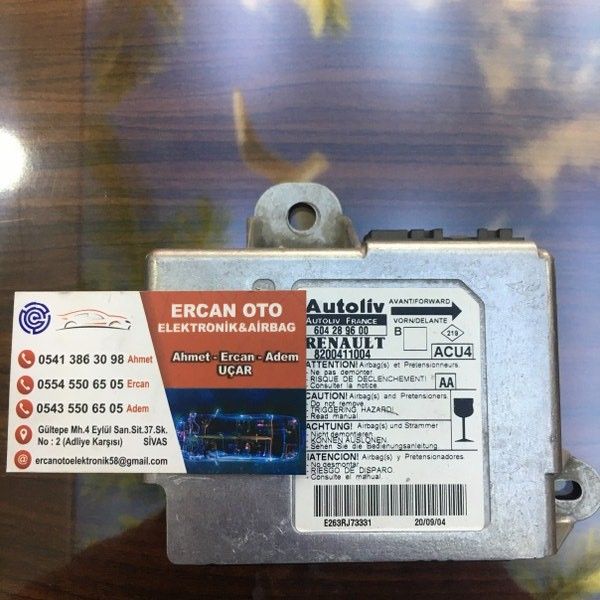 ERCAN OTO
ELEKTRONİK&AİRBAG
Ahmet - Ercan - Adem
UÇAR
0541 386 30 98 Ahmet
0554 550 65 05 Ercan
0543 550 65 05 Adem
Gültepe Mh.4 Eylül San.Sit.37.Sk.
No : 2 (Adliye Karşısı) SİVAS
ercanotoelektronik58@gmail.com
Autoliv
AUTOLIV FRANCE
604 28 96 00
RENAULT
8200411004
AVANT/FORWARD
VORN/DELANTE
B
219
ACU4
AA
ATTENTION! Airbag(s) et Pretensionneurs.
- Ne pas demonter.
- RISQUE DE DECLENCHEMENT!
- Consulter la notice.
CAUTION! Airbag(s) and Pretensioners.
- Do not remove
- TRIGGERING HAZARD!
- Read manual
ACHTUNG! Airbag(s) und Strammer
- Nicht demontieren
- KÖNNEN AUSLÖNEN.
- Sehen Sie die Bedienungsanleitung
ATENCION! Airbag(s) y Pretensionadores.
- No desmontar
- RIESGO DE DISPARO.
- Consulte el manual
E263RJ73331 20/09/04